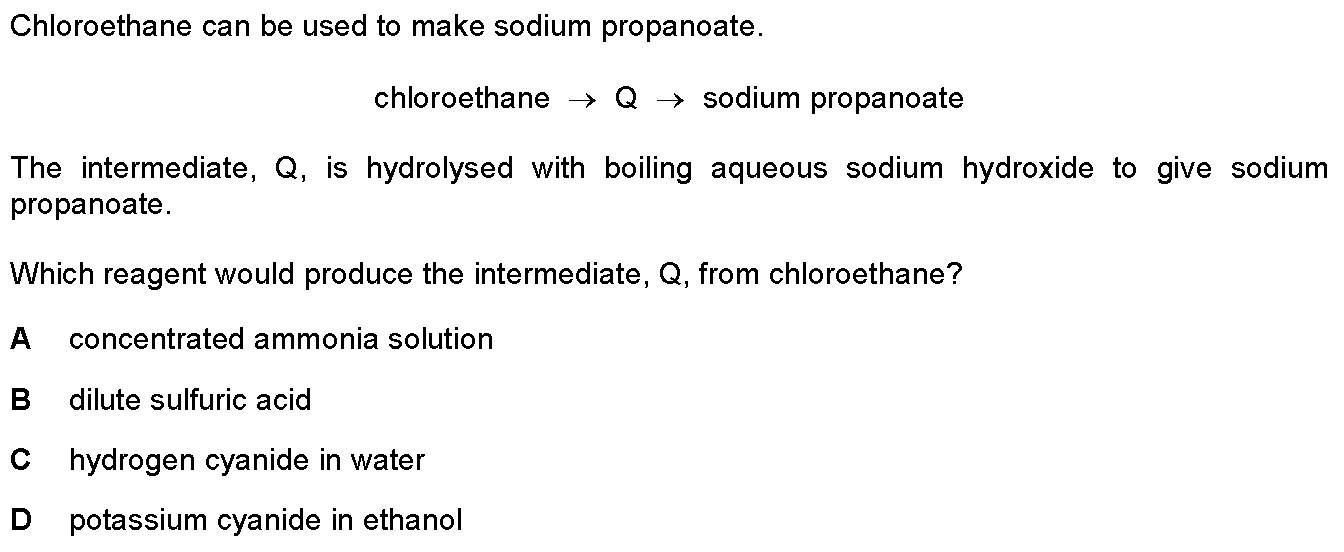 Chloroethane can be used to make sodium propanoate.
chloroethane → Q → sodium propanoate
The intermediate, Q, is hydrolysed with boiling aqueous sodium hydroxide to give sodium
propanoate.
Which reagent would produce the intermediate, Q, from chloroethane?
A concentrated ammonia solution
B dilute sulfuric acid
C hydrogen cyanide in water
D potassium cyanide in ethanol